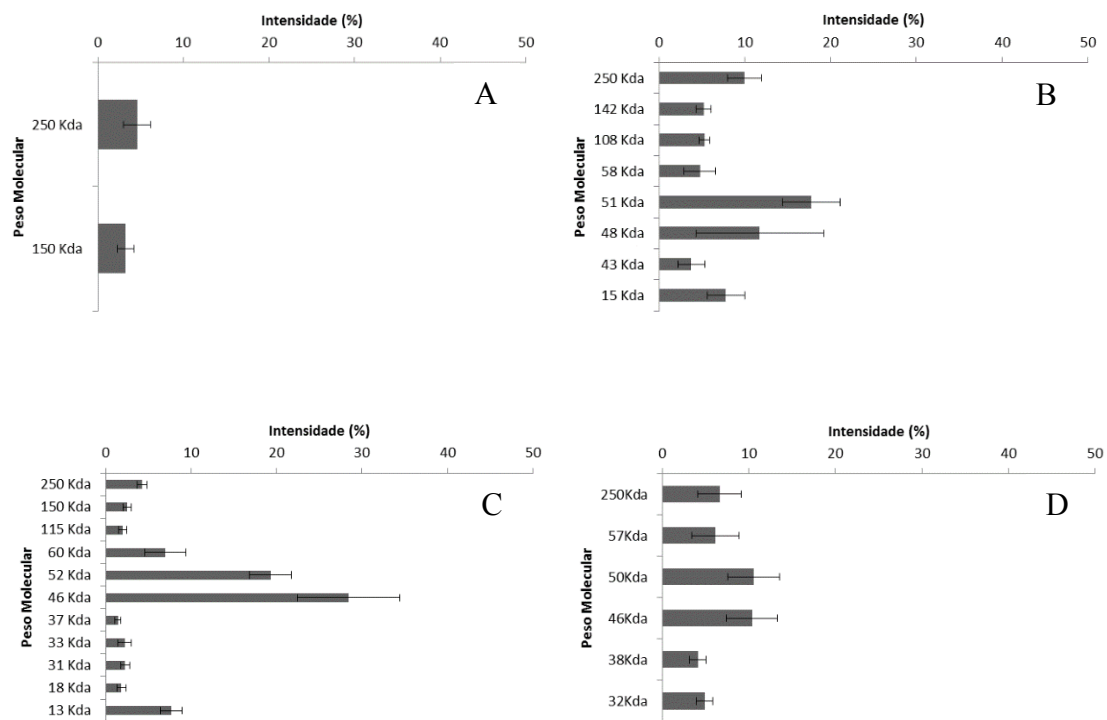 Intensidade (%)
0 10 20 30 40 50
A
Peso Molecular
250 Kda
150 Kda
Intensidade (%)
0 10 20 30 40 50
B
Peso Molecular
250 Kda
142 Kda
108 Kda
58 Kda
51 Kda
48 Kda
43 Kda
15 Kda
Intensidade (%)
0 10 20 30 40 50
C
Peso Molecular
250 Kda
150 Kda
115 Kda
60 Kda
52 Kda
46 Kda
37 Kda
33 Kda
31 Kda
18 Kda
13 Kda
Intensidade (%)
0 10 20 30 40 50
D
Peso Molecular
250Kda
57Kda
50Kda
46Kda
38Kda
32Kda